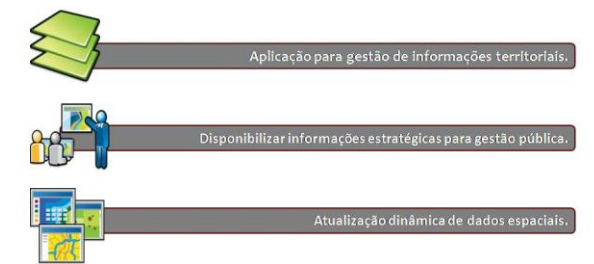 Aplicação para gestão de informações territoriais.
Disponibilizar informações estratégicas para gestão pública.
Atualização dinâmica de dados espaciais.